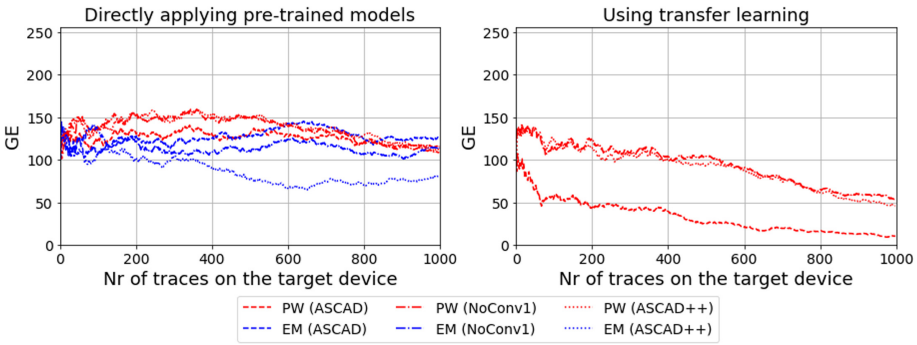 Directly applying pre-trained models
Using transfer learning
250
200
150
100
50
0
GE
0 200 400 600 800 1000
Nr of traces on the target device
250
200
150
100
50
0
GE
0 200 400 600 800 1000
Nr of traces on the target device
PW (ASCAD) PW (NoConv1) PW (ASCAD++)
EM (ASCAD) EM (NoConv1) EM (ASCAD++)